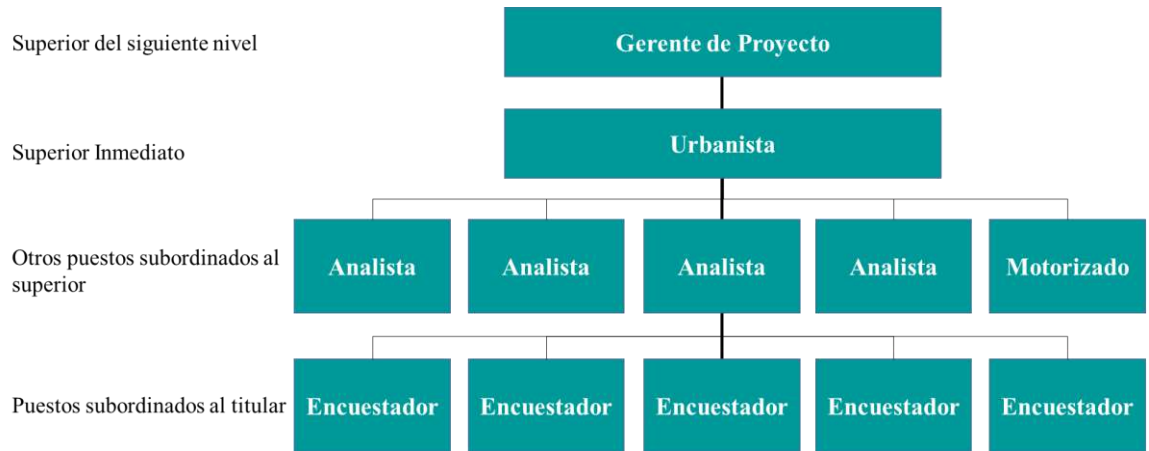 Superior del siguiente nivel
Gerente de Proyecto
Superior Inmediato
Urbanista
Otros puestos subordinados al
superior
Analista
Analista
Analista
Analista
Motorizado
Puestos subordinados al titular
Encuestador
Encuestador
Encuestador
Encuestador
Encuestador